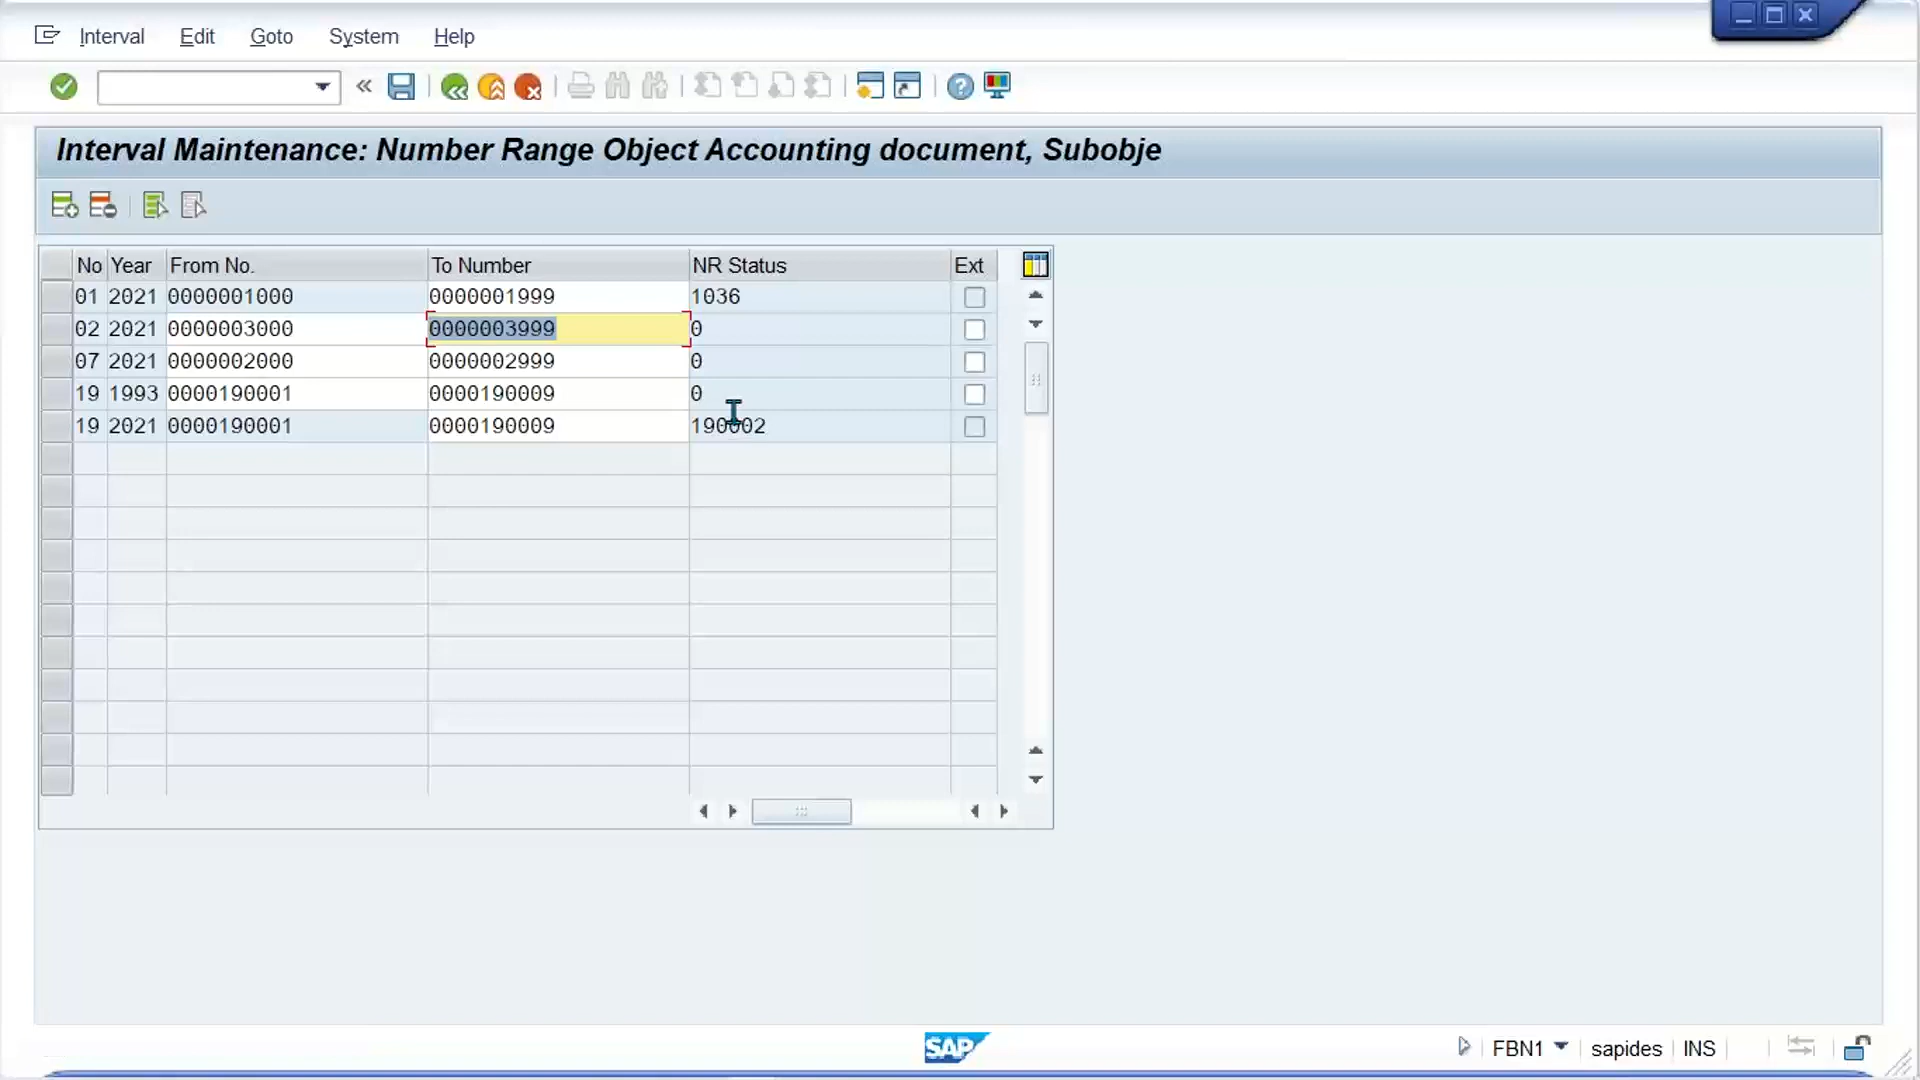 Interval Edit Goto System Help
Interval Maintenance: Number Range Object Accounting document, Subobje
No Year From No. To Number NR Status Ext
01 2021 0000001000 0000001999 1036
02 2021 0000003000 0000003999 0
07 2021 0000002000 0000002999 0
19 1993 0000190001 0000190009 0
19 2021 0000190001 0000190009 190002
SAP FBN1 sapides INS